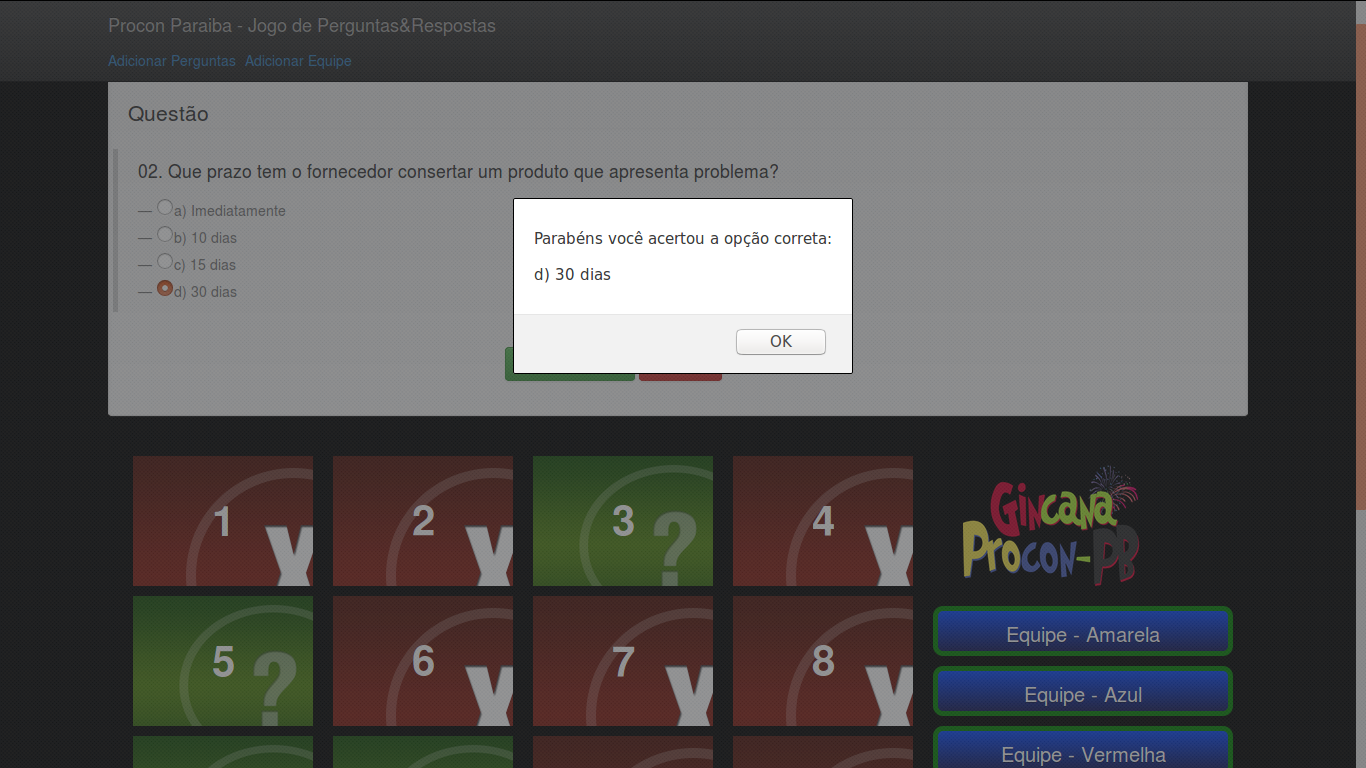 Procon Paraiba - Jogo de Perguntas&Respostas
Adicionar Perguntas Adicionar Equipe
Questão
02. Que prazo tem o fornecedor consertar um produto que apresenta problema?
— a) Imediatamente
— b) 10 dias
— c) 15 dias
— d) 30 dias
Parabéns você acertou a opção correta:
d) 30 dias
OK
1
2
3 ?
4
Gincana
Procon-PB
5 ?
6
7
8
Equipe - Amarela
Equipe - Azul
Equipe - Vermelha